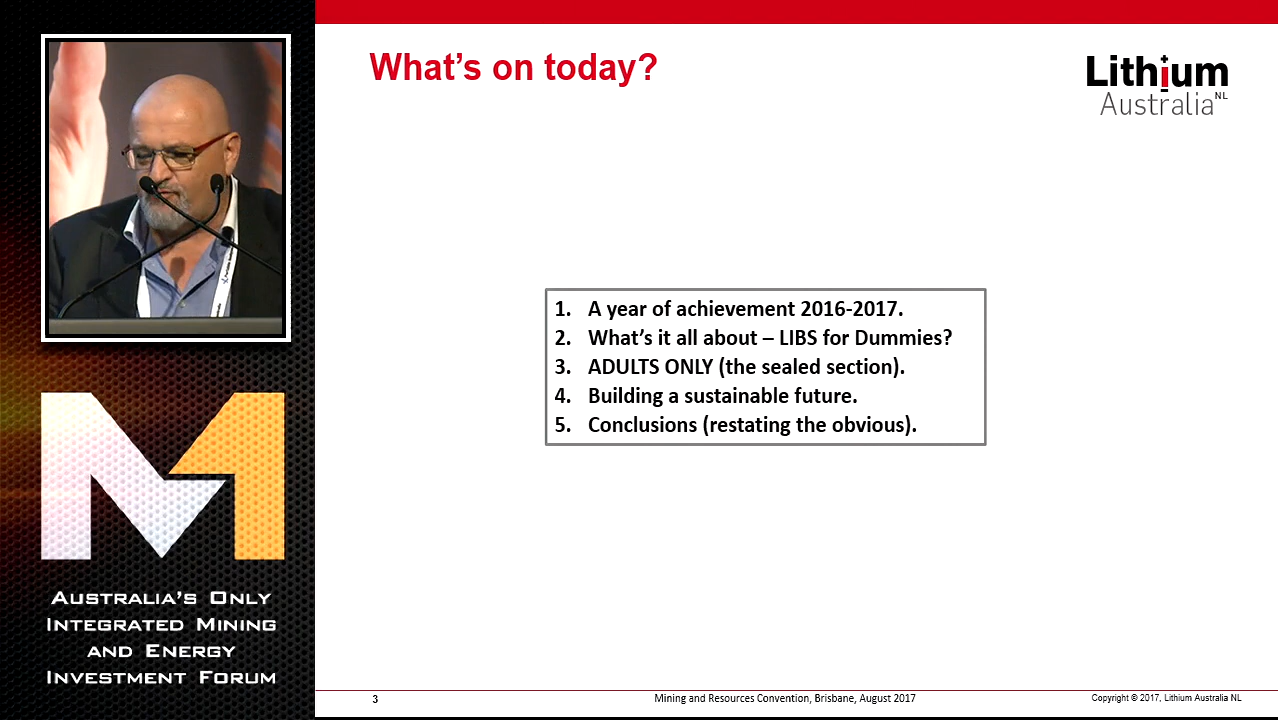 What's on today?
Lithium
Australia NL
1. A year of achievement 2016-2017.
2. What's it all about – LIBS for Dummies?
3. ADULTS ONLY (the sealed section).
4. Building a sustainable future.
5. Conclusions (restating the obvious).
AUSTRALIA'S ONLY
INTEGRATED MINING
AND ENERGY
INVESTMENT FORUM
3
Mining and Resources Convention, Brisbane, August 2017
Copyright © 2017, Lithium Australia NL